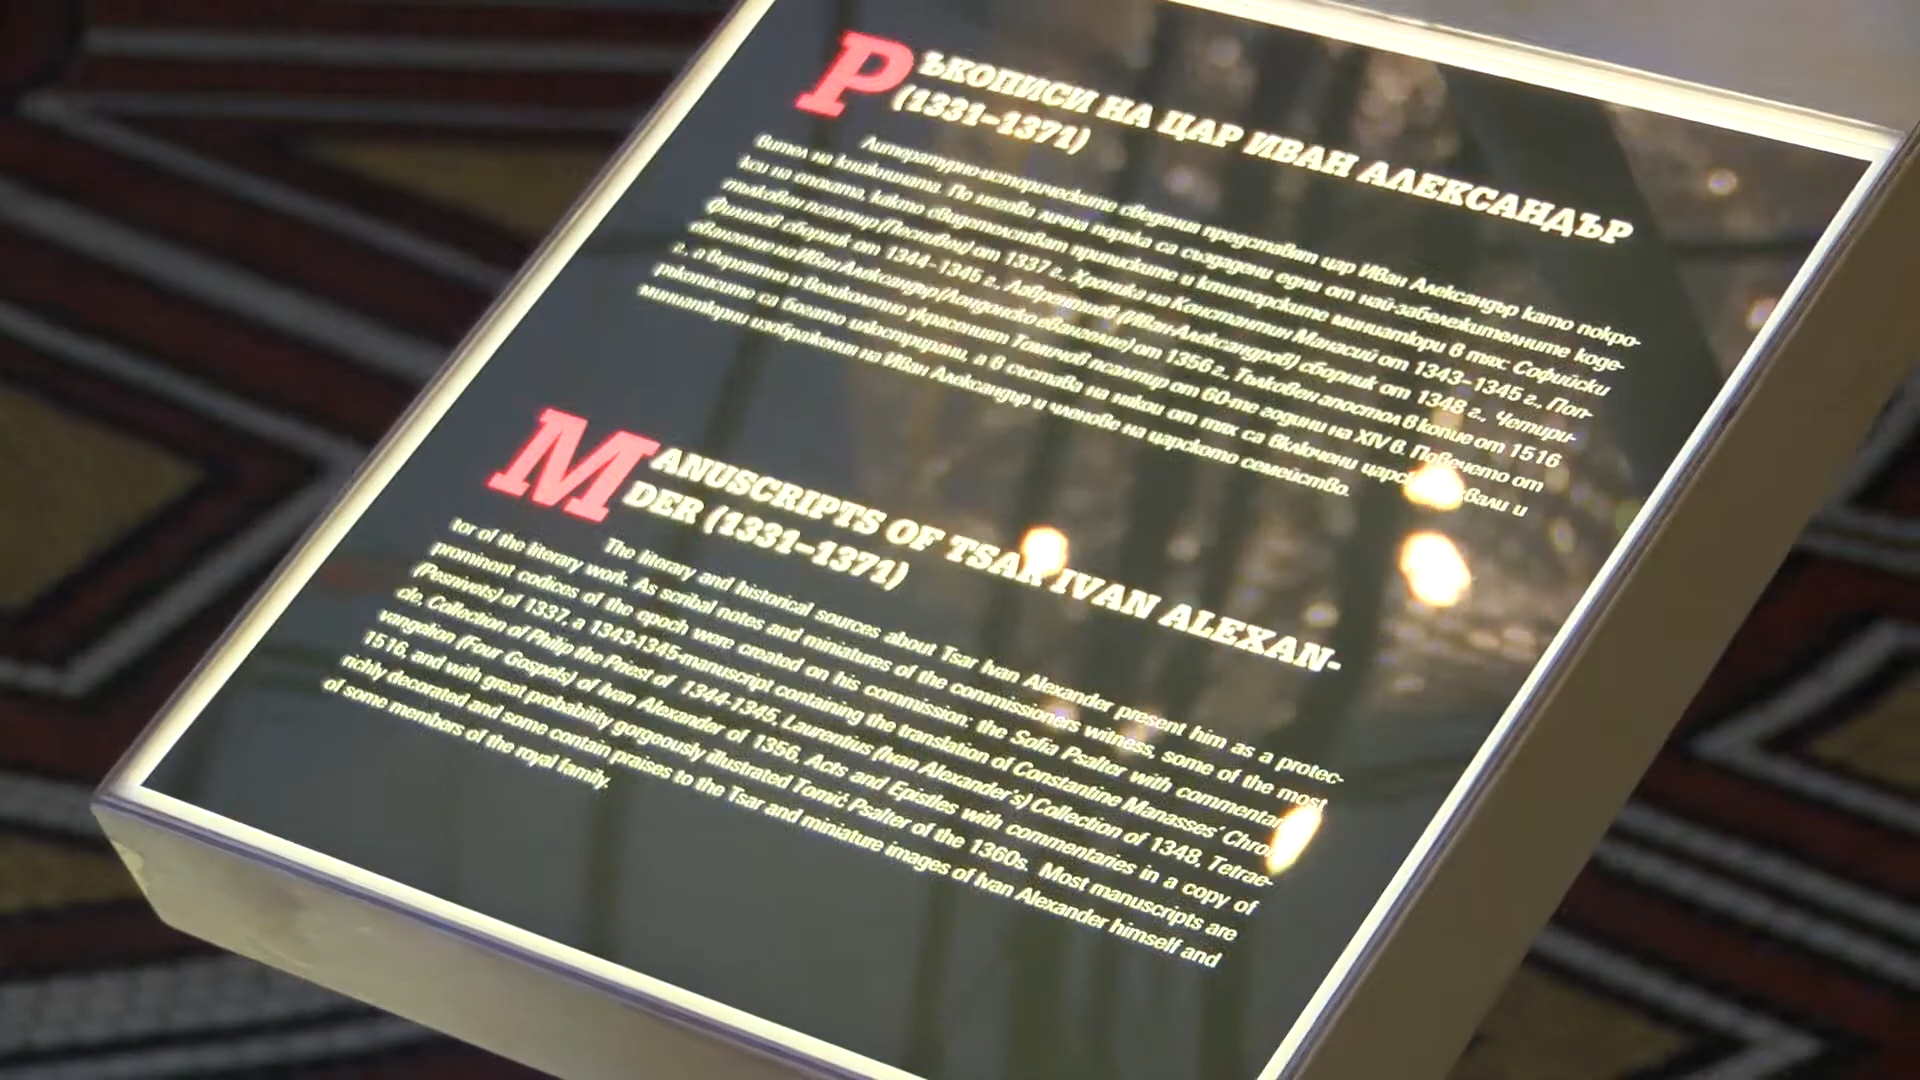 РЪКОПИСИ НА ЦАР ИВАН АЛЕКСАНДЪР
(1331–1371)
Литературно-историческите сведения представят цар Иван Александър като покро-
вител на книжнината. По негова лична поръка са създадени едни от най-забележителните коде-
кси на епохата, както свидетелстват приписките и ктиторските миниатюри в тях: Софийски
тълковен псалтир (Песнивец) от 1337 г., Хроника на Константин Манасий от 1343–1345 г., Поп-
филипов сборник от 1344-1345 г., Лаврентиев (Иван-Александров) сборник от 1348 г., Четири-
евангелие на Иван Александър (Лондонско евангелие) от 1356 г., Тълковен апостол в копие от 1516
г., а вероятно и великолепно украсеният Томичов псалтир от 60-те години на XIV в. Повечето от
ръкописите са богато илюстрирани, а в състава на някои от тях са включени и
миниатюрни изображения на Иван Александър и членове на царското семейство.
MANUSCRIPTS OF TSAR IVAN ALEXAN-
DER (1331–1371)
The literary and historical sources about Tsar Ivan Alexander present him as a protec-
tor of the literary work. As scribal notes and miniatures of the commissioners witness, some of the most
prominent codices of the epoch were created on his commission: the Sofia Psalter with commentaries
(Pesnivets) of 1337, a 1343-1345-manuscript containing the translation of Constantine Manasses' Chroni-
cle, Collection of Philip the Priest of 1344-1345, Laurentius (Ivan Alexander's) Collection of 1348, Tetrae-
vangelion (Four Gospels) of Ivan Alexander of 1356, Acts and Epistles with commentaries in a copy of
1516, and with great probability gorgeously illustrated Tomić Psalter of the 1360s. Most manuscripts are
richly decorated and some contain praises to the Tsar and miniature images of Ivan Alexander himself and
of some members of the royal family.